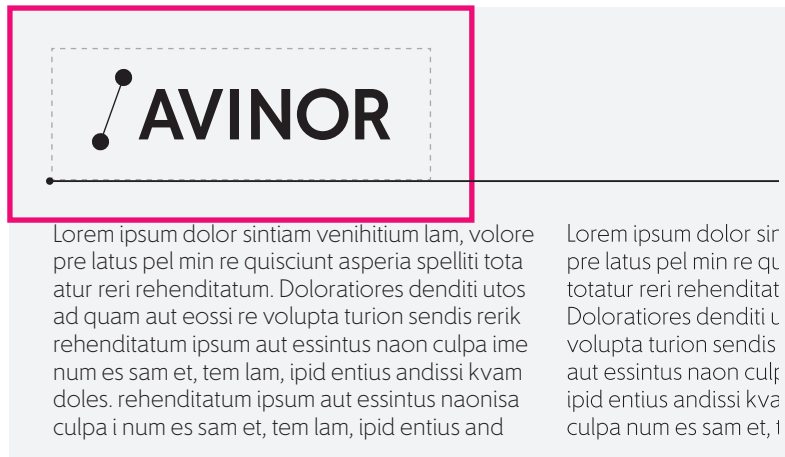 AVINOR
Lorem ipsum dolor sintiam venihitium lam, volore
pre latus pel min re quisciunt asperia spelliti tota
atur reri rehenditatum. Doloratiores denditi utos
ad quam aut eossi re volupta turion sendis rerik
rehenditatum ipsum aut essintus naon culpa ime
num es sam et, tem lam, ipid entius andissi kvam
doles. rehenditatum ipsum aut essintus naonisa
culpa i num es sam et, tem lam, ipid entius and
Lorem ipsum dolor
pre latus pel min re
totatur reri
Doloratiores denditi
volupta turion sendis
aut essintus naon
ipid entius andissi
culpa num es sam et,